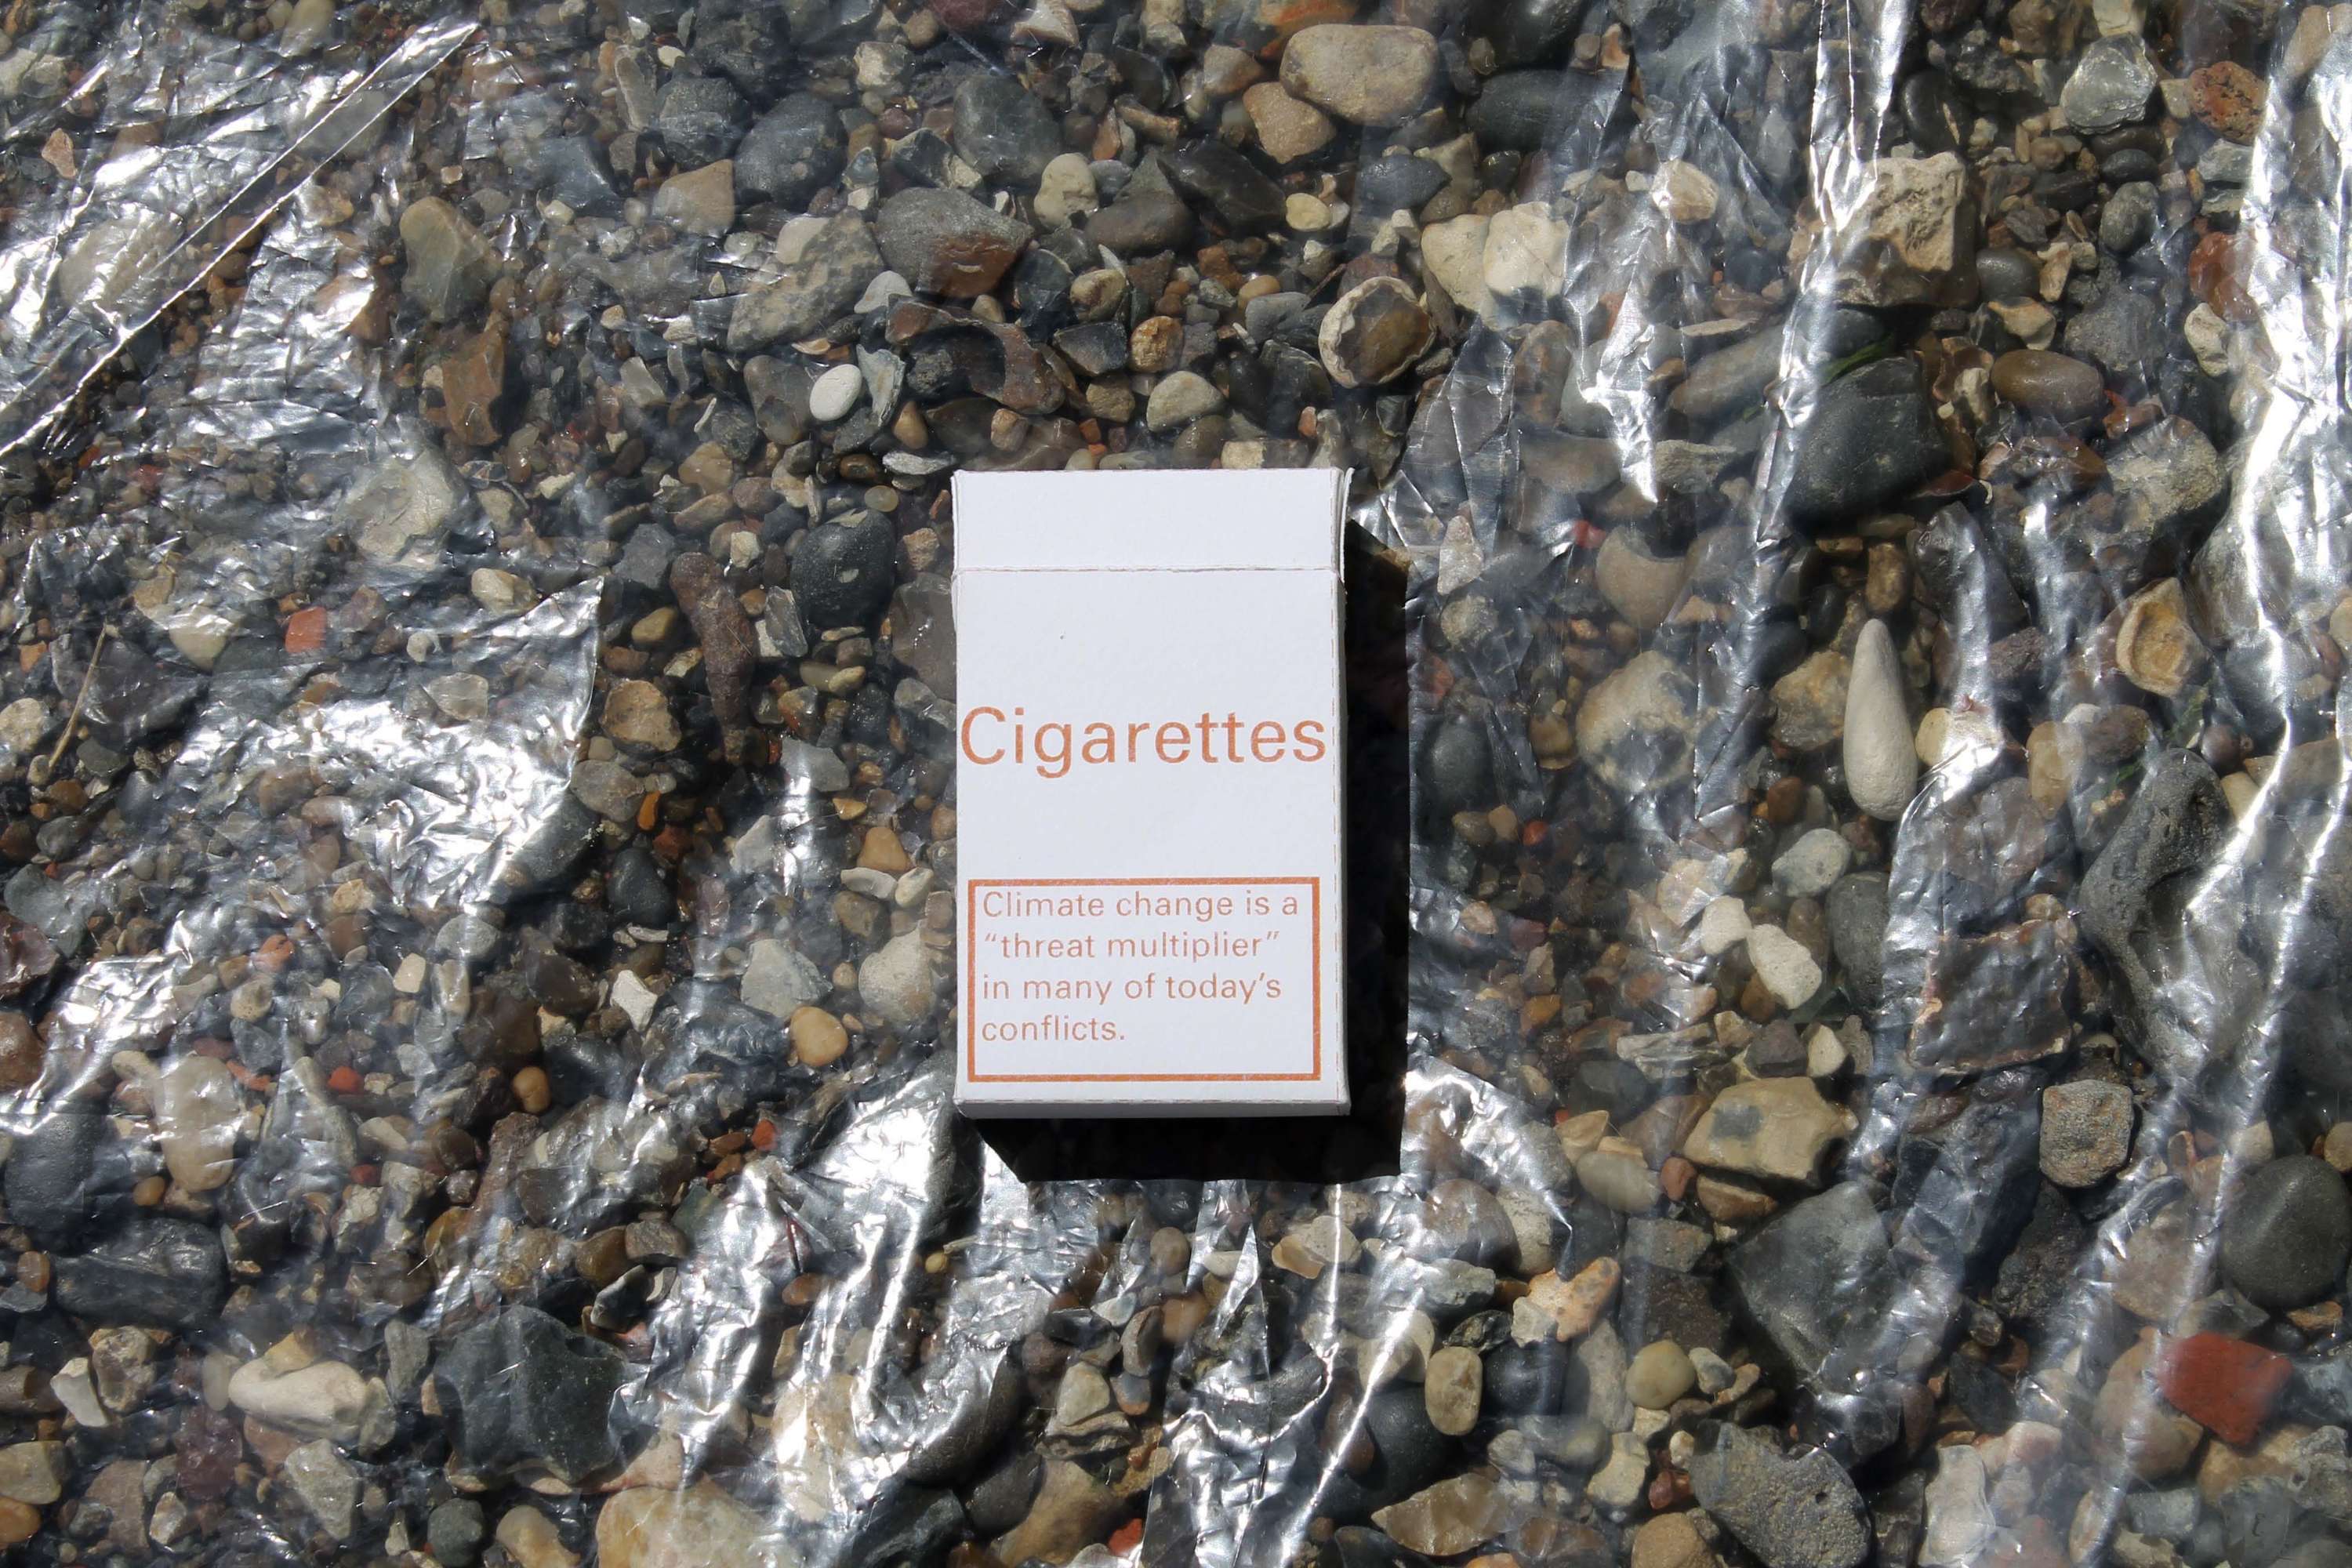 Cigarettes
Climate change is a
“threat multiplier”
in many of today’s
conflicts.